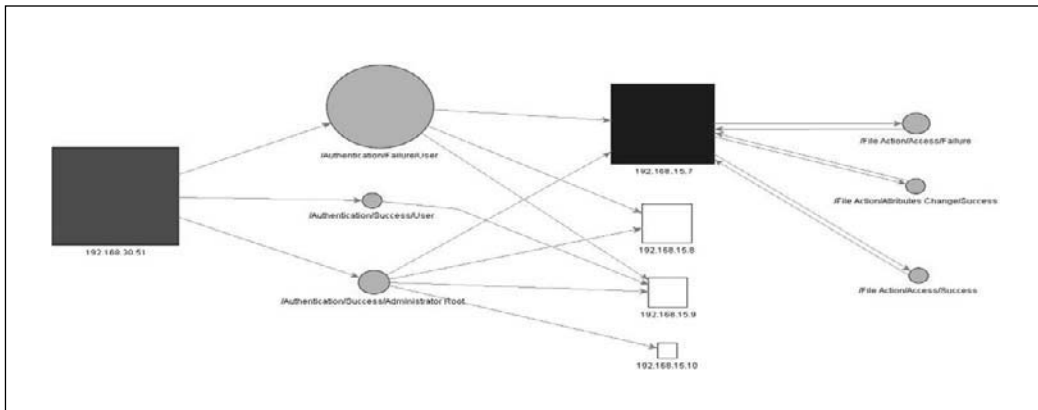 192.168.30.51
/Authentication/Failure/User
/Authentication/Success/User
/Authentication/Success/Administrator Root
192.168.15.7
192.168.15.8
192.168.15.9
192.168.15.10
/File Action/Access/Failure
/File Action/Attributes Change/Success
/File Action/Access/Success